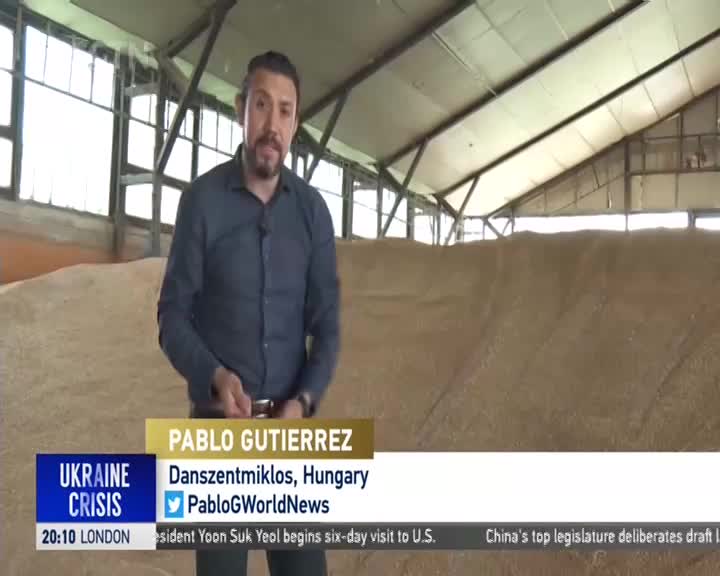 CGTN
PABLO GUTIERREZ
Danszentmiklos, Hungary
PabloGWorldNews
UKRAINE
CRISIS
20:10 LONDON
esident Yoon Suk Yeol begins six-day visit to U.S. China's top legislature deliberates draft l